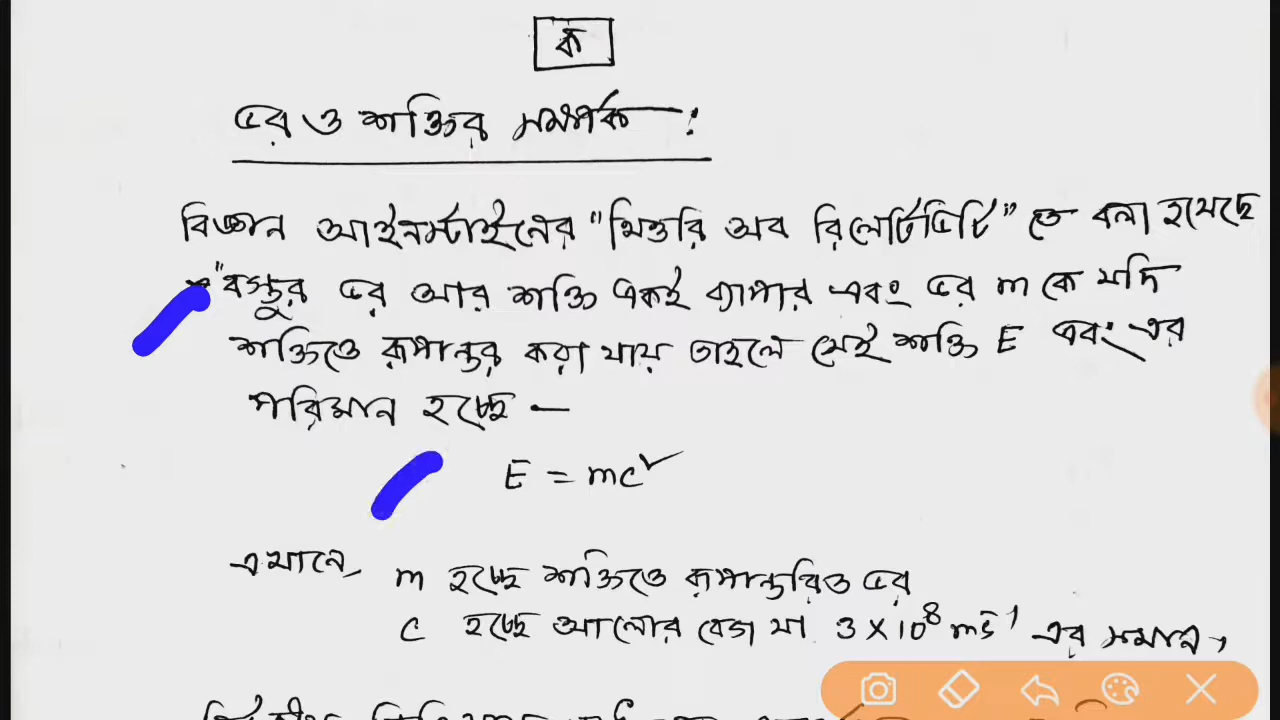 ক
ভর ও শক্তির সমপর্ক :
বিজ্ঞান আইনস্টাইনের "থিওরি অব রিলেটিভিটি" তে বলা হয়েছে
"বস্তুর ভর আর শক্তি একই ব্যাপার এবং ভর m কে যদি
শক্তিতে রূপান্তর করা যায় তাহলে সেই শক্তি E এবং এর
পরিমান হচ্ছে —
E = mc²
এখানে, m হচ্ছে শক্তিতে রূপান্তরিত ভর
c হচ্ছে আলোর বেগ যা 3 × 10⁸ ms⁻¹ এর সমান,